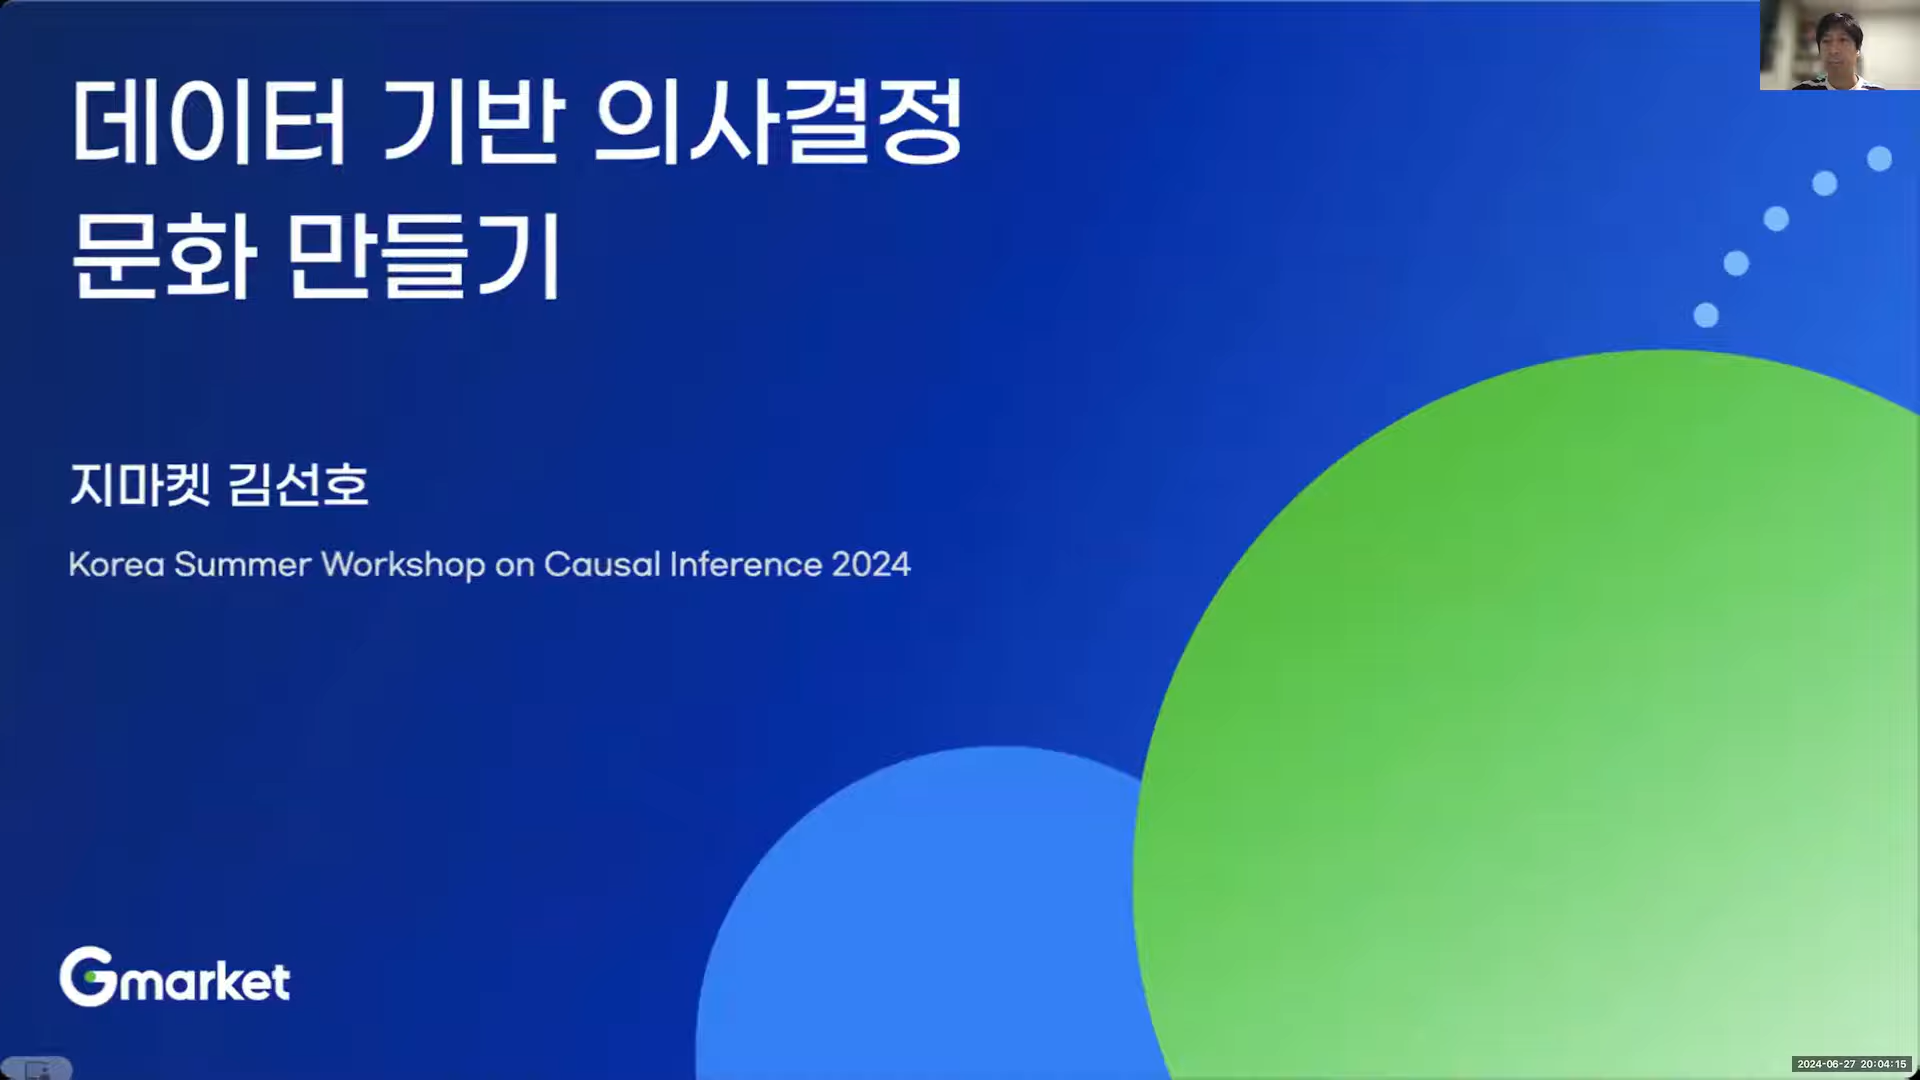 데이터 기반 의사결정
문화 만들기
지마켓 김선호
Korea Summer Workshop on Causal Inference 2024
Gmarket
2024-06-27 20:04:15